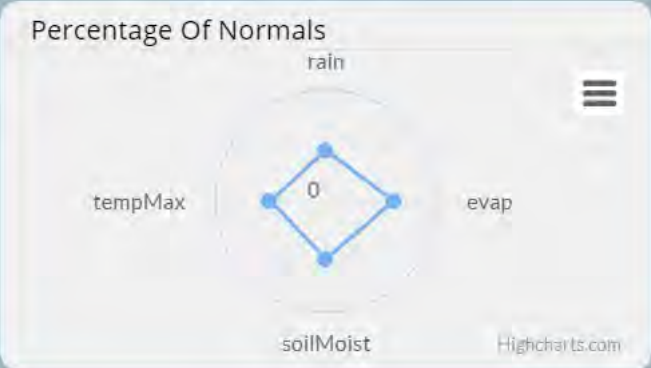 Percentage Of Normals
rain
0
tempMax
evap
soilMoist
Highcharts.com